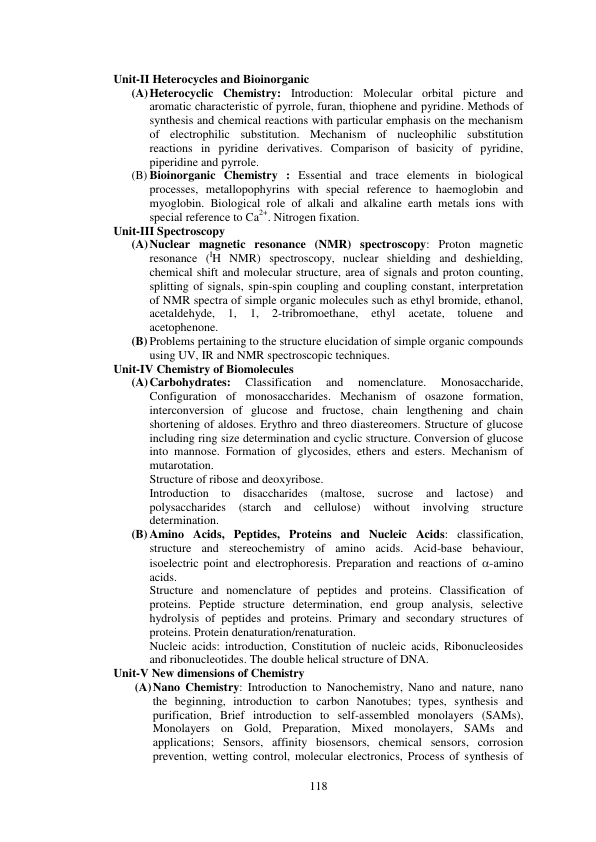 Unit-II Heterocycles and Bioinorganic
(A) Heterocyclic Chemistry: Introduction: Molecular orbital picture and
aromatic characteristic of pyrrole, furan, thiophene and pyridine. Methods of
synthesis and chemical reactions with particular emphasis on the mechanism
of electrophilic substitution. Mechanism of nucleophilic substitution
reactions in pyridine derivatives. Comparison of basicity of pyridine,
piperidine and pyrrole.
(B) Bioinorganic Chemistry : Essential and trace elements in biological
processes, metallopophyrins with special reference to haemoglobin and
myoglobin. Biological role of alkali and alkaline earth metals ions with
special reference to Ca2+. Nitrogen fixation.
Unit-III Spectroscopy
(A) Nuclear magnetic resonance (NMR) spectroscopy: Proton magnetic
resonance (1H NMR) spectroscopy, nuclear shielding and deshielding,
chemical shift and molecular structure, area of signals and proton counting,
splitting of signals, spin-spin coupling and coupling constant, interpretation
of NMR spectra of simple organic molecules such as ethyl bromide, ethanol,
acetaldehyde, 1, 1, 2-tribromoethane, ethyl acetate, toluene and
acetophenone.
(B) Problems pertaining to the structure elucidation of simple organic compounds
using UV, IR and NMR spectroscopic techniques.
Unit-IV Chemistry of Biomolecules
(A) Carbohydrates: Classification and nomenclature. Monosaccharide,
Configuration of monosaccharides. Mechanism of osazone formation,
interconversion of glucose and fructose, chain lengthening and chain
shortening of aldoses. Erythro and threo diastereomers. Structure of glucose
including ring size determination and cyclic structure. Conversion of glucose
into mannose. Formation of glycosides, ethers and esters. Mechanism of
mutarotation.
Structure of ribose and deoxyribose.
Introduction to disaccharides (maltose, sucrose and lactose) and
polysaccharides (starch and cellulose) without involving structure
determination.
(B) Amino Acids, Peptides, Proteins and Nucleic Acids: classification,
structure and stereochemistry of amino acids. Acid-base behaviour,
isoelectric point and electrophoresis. Preparation and reactions of α-amino
acids.
Structure and nomenclature of peptides and proteins. Classification of
proteins. Peptide structure determination, end group analysis, selective
hydrolysis of peptides and proteins. Primary and secondary structures of
proteins. Protein denaturation/renaturation.
Nucleic acids: introduction, Constitution of nucleic acids, Ribonucleosides
and ribonucleotides. The double helical structure of DNA.
Unit-V New dimensions of Chemistry
(A) Nano Chemistry: Introduction to Nanochemistry, Nano and nature, nano
the beginning, introduction to carbon Nanotubes; types, synthesis and
purification, Brief introduction to self-assembled monolayers (SAMs),
Monolayers on Gold, Preparation, Mixed monolayers, SAMs and
applications; Sensors, affinity biosensors, chemical sensors, corrosion
prevention, wetting control, molecular electronics, Process of synthesis of
118